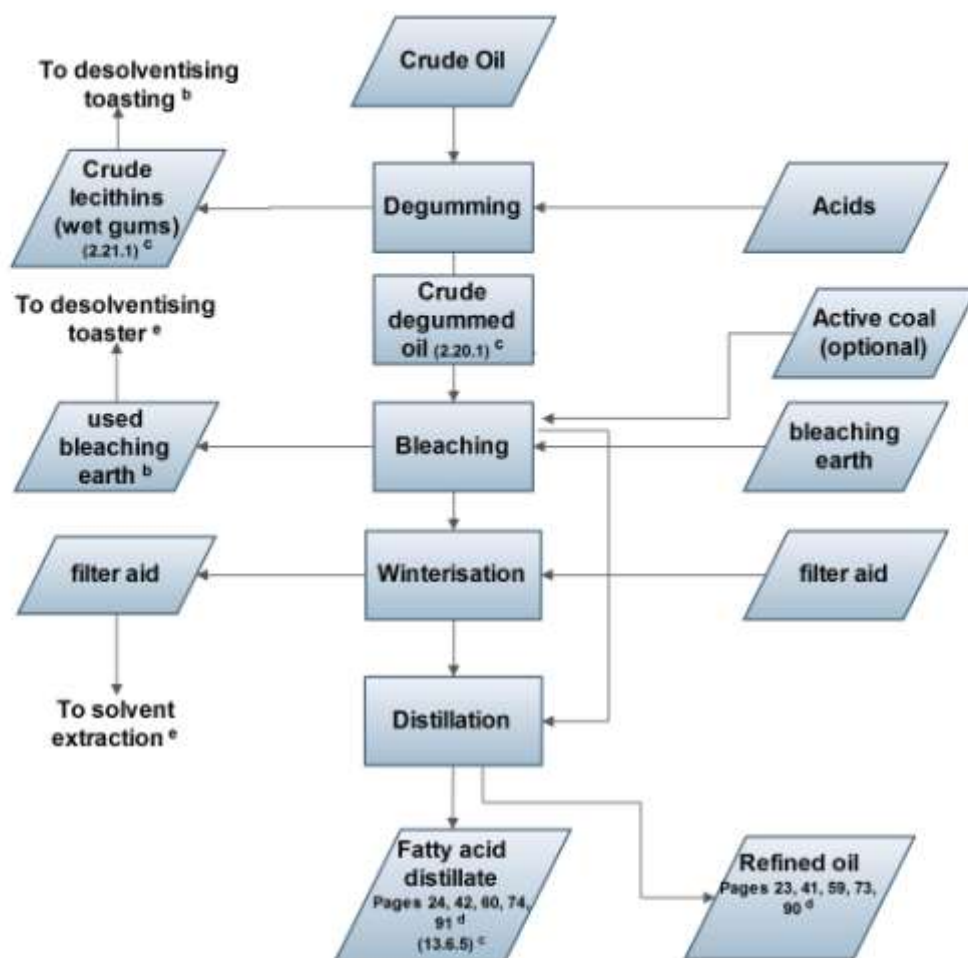 Crude Oil
To desolventising
toasting b
Crude
lecithins
(wet gums)
(2.21.1) c
Degumming
Acids
To desolventising
toaster e
Crude
degummed
oil (2.20.1) c
Active coal
(optional)
used
bleaching
earth b
Bleaching
bleaching
earth
filter aid
Winterisation
filter aid
To solvent
extraction e
Distillation
Fatty acid
distillate
Pages 24, 42, 60, 74,
91 d
(13.6.5) c
Refined oil
Pages 23, 41, 59, 73,
90 d